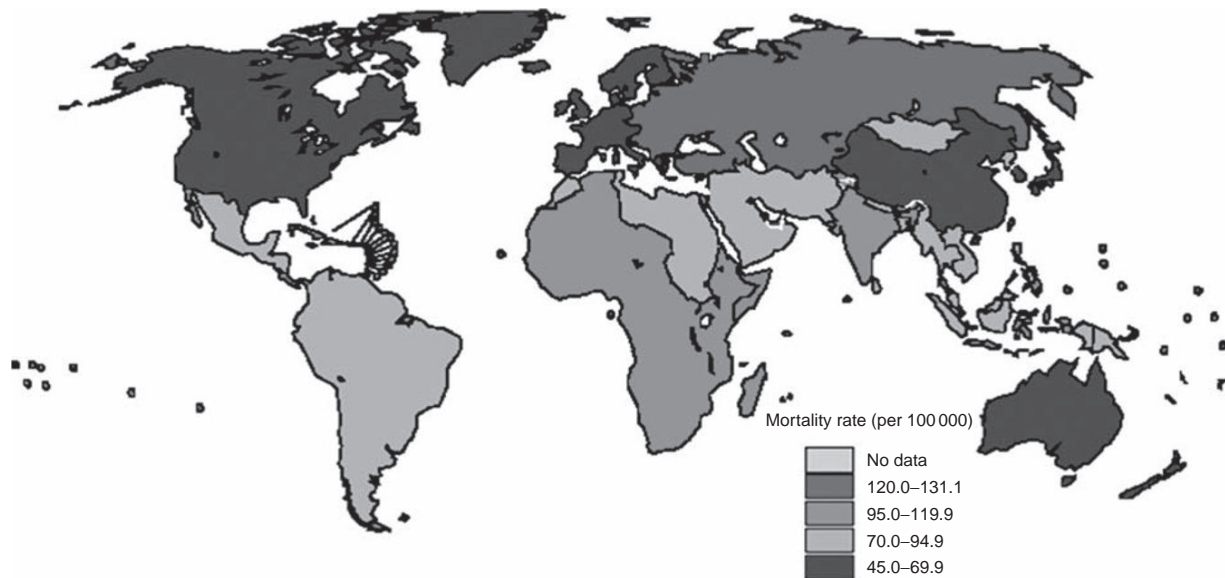 Mortality rate (per 100 000)
No data
120.0–131.1
95.0–119.9
70.0–94.9
45.0–69.9